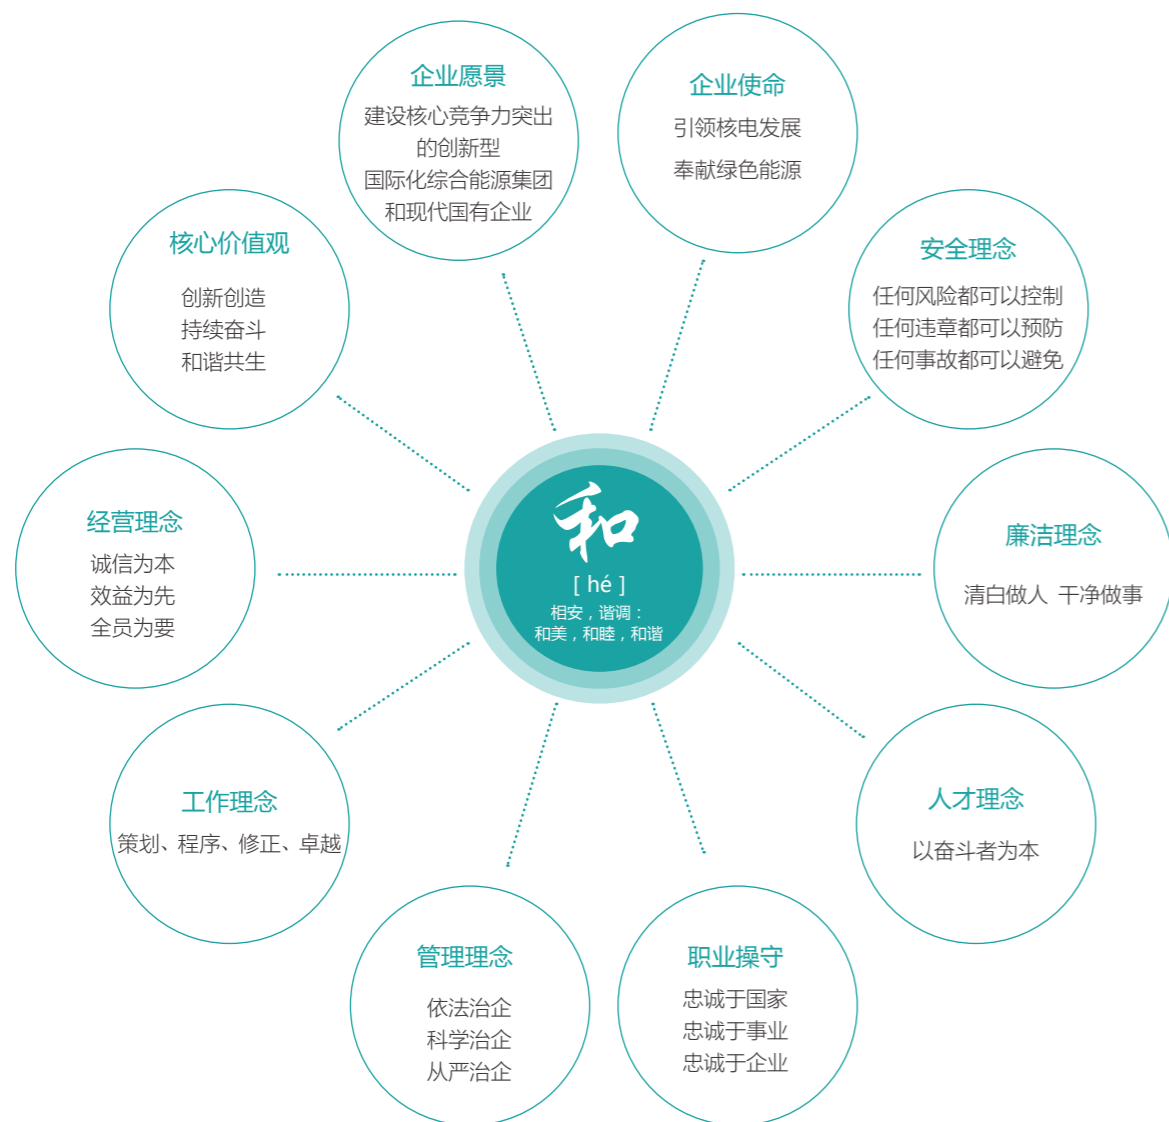 企业愿景
建设核心竞争力突出
的创新型
国际化综合能源集团
和现代国有企业
企业使命
引领核电发展
奉献绿色能源
核心价值观
创新创造
持续奋斗
和谐共生
安全理念
任何风险都可以控制
任何违章都可以预防
任何事故都可以避免
经营理念
诚信为本
效益为先
全员为要
和
[ hé ]
相安，谐调：
和美，和睦，和谐
廉洁理念
清白做人 干净做事
工作理念
策划、程序、修正、卓越
人才理念
以奋斗者为本
管理理念
依法治企
科学治企
从严治企
职业操守
忠诚于国家
忠诚于事业
忠诚于企业